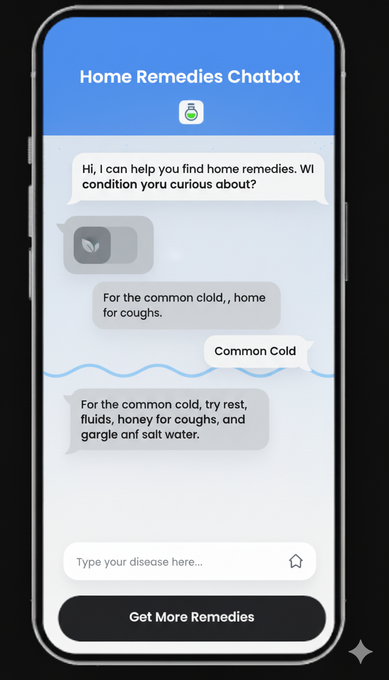 Home Remedies Chatbot
Hi, I can help you find home remedies. WI
condition yoru curious about?
For the common clold,, home
for coughs.
Common Cold
For the common cold, try rest,
fluids, honey for coughs, and
gargle anf salt water.
Type your disease here...
Get More Remedies